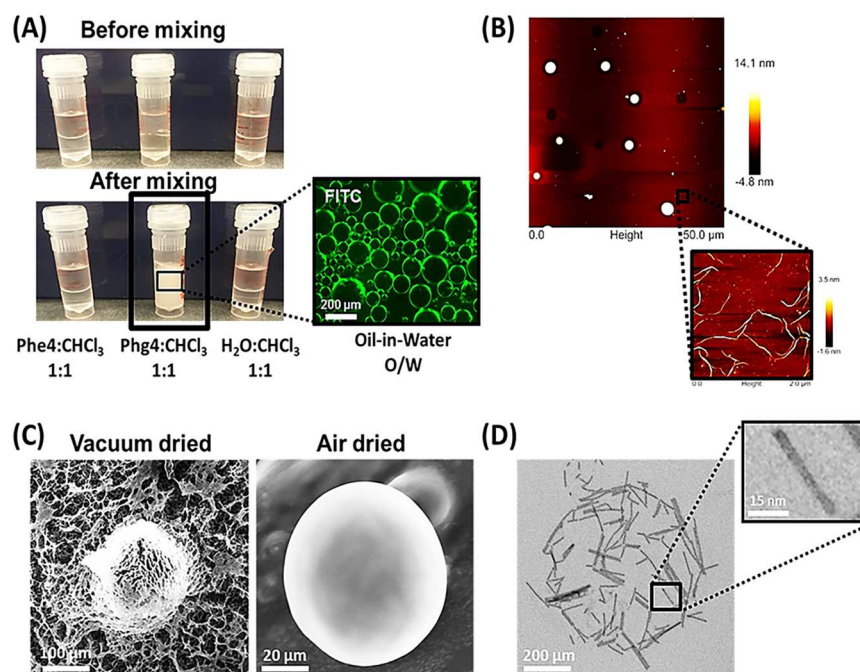 (A)
Before mixing
After mixing
FITC
200 µm
Phe4:CHCl₃
1:1
Phg4:CHCl₃
1:1
H₂O:CHCl₃
1:1
Oil-in-Water
O/W
(B)
14.1 nm
-4.8 nm
0.0
Height
50.0 µm
3.5 nm
-1.6 nm
0.0
Height
2.0 µm
(C)
Vacuum dried
100 µm
Air dried
20 µm
(D)
200 µm
15 nm